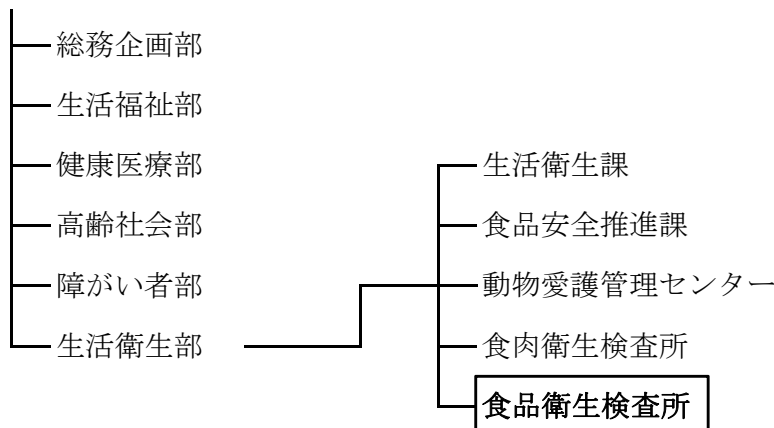 総務企画部
生活福祉部
健康医療部
高齢社会部
障がい者部
生活衛生部
生活衛生課
食品安全推進課
動物愛護管理センター
食肉衛生検査所
食品衛生検査所